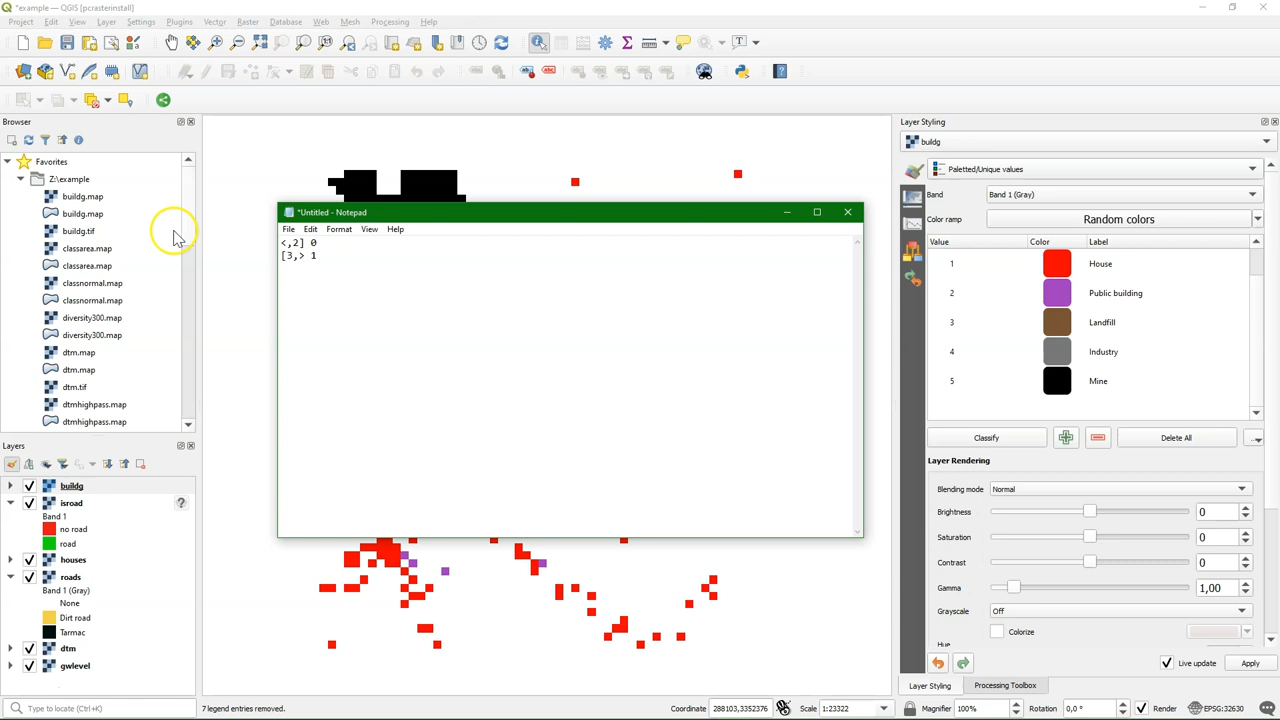 *example — QGIS [pcrasterinstall]
Project Edit View Layer Settings Plugins Vector Raster Database Web Mesh Processing Help
Browser
Favorites
Z:\example
buildg.map
buildg.map
buildg.tif
classarea.map
classarea.map
classnormal.map
classnormal.map
diversity300.map
diversity300.map
dtm.map
dtm.map
dtm.tif
dtmhighpass.map
dtmhighpass.map
Layers
buildg
isroad
Band 1
no road
road
houses
roads
Band 1 (Gray)
None
Dirt road
Tarmac
dtm
gwlevel
*Untitled - Notepad
File Edit Format View Help
<,2] 0
[3,> 1
Layer Styling
buildg
Paletted/Unique values
Band Band 1 (Gray)
Color ramp Random colors
Value Color Label
1 House
2 Public building
3 Landfill
4 Industry
5 Mine
Classify Delete All ...
Layer Rendering
Blending mode Normal
Brightness 0
Saturation 0
Contrast 0
Gamma 1,00
Grayscale Off
Colorize
Hue
Live update Apply
Layer Styling Processing Toolbox
Type to locate (Ctrl+K) 7 legend entries removed. Coordinate 288103,3352376 Scale 1:23322 Magnifier 100% Rotation 0,0 ° Render EPSG:32630